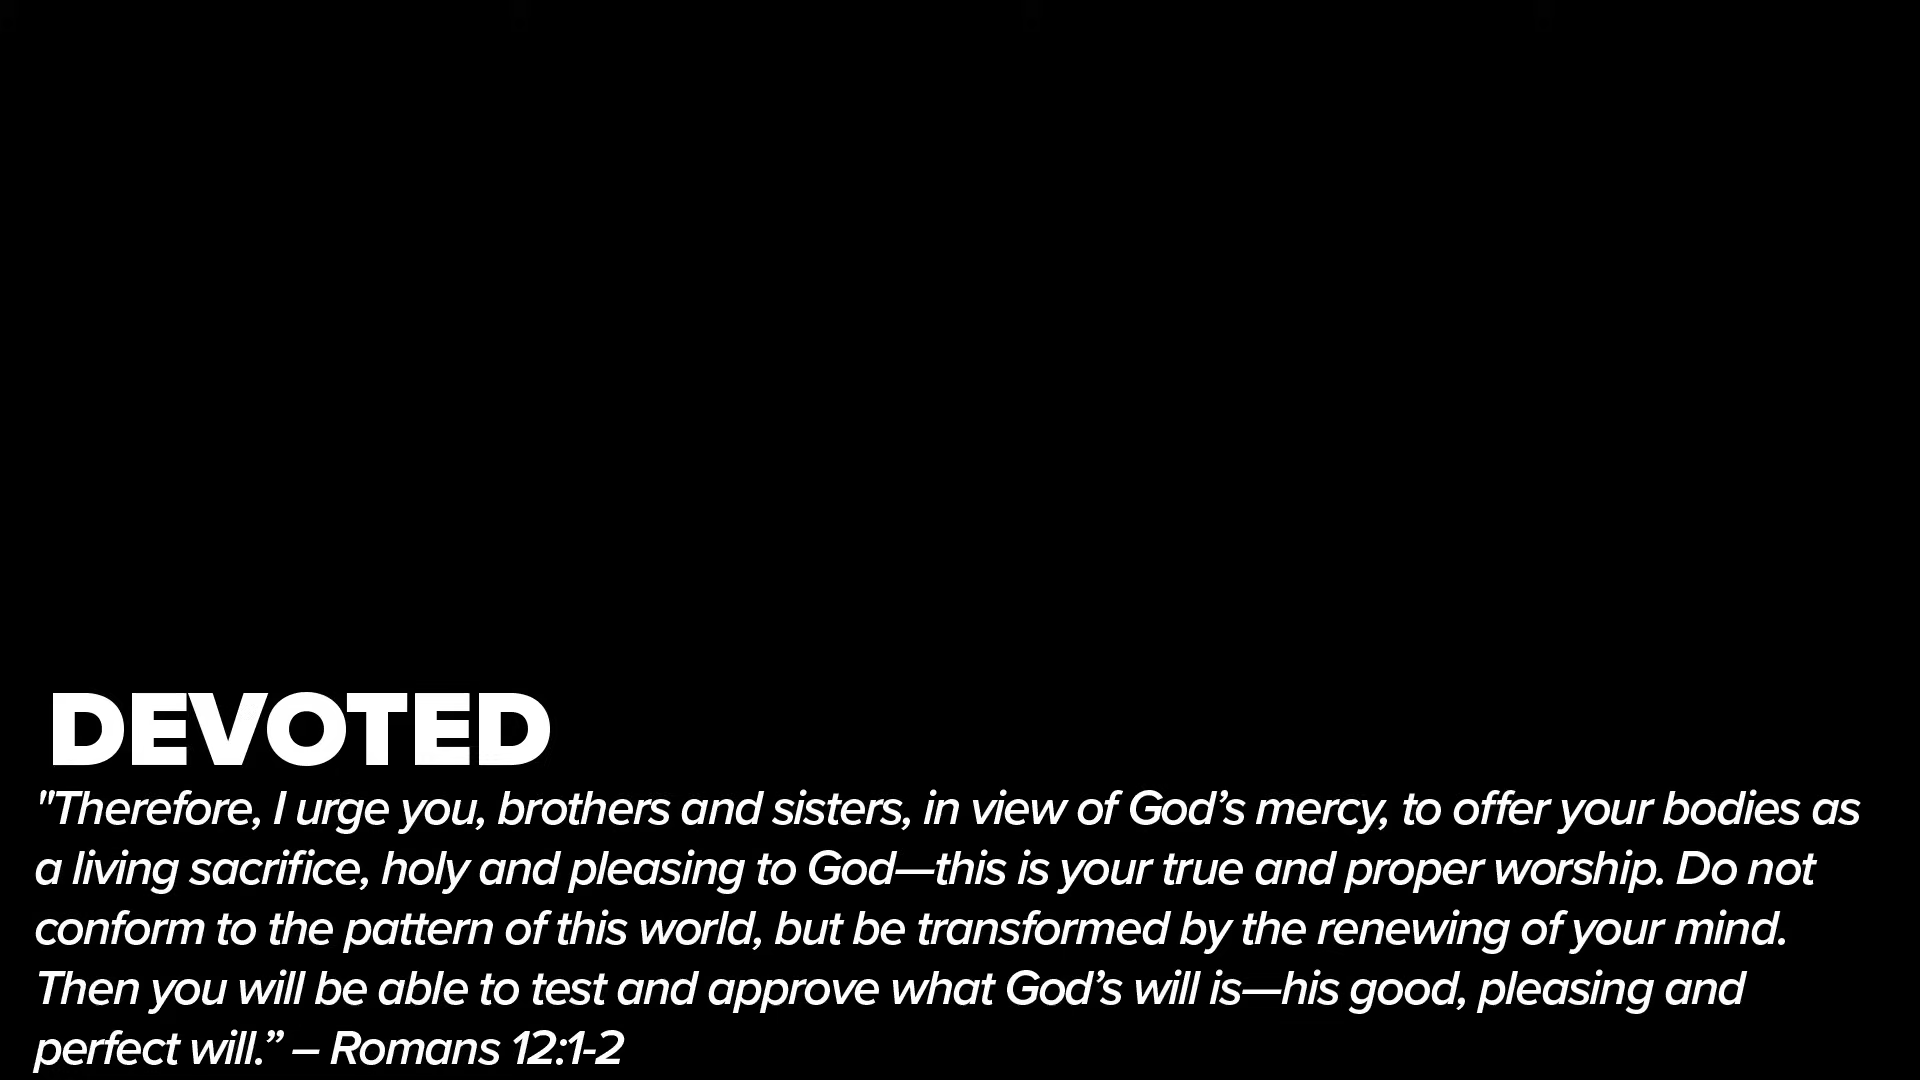 DEVOTED
"Therefore, I urge you, brothers and sisters, in view of God’s mercy, to offer your bodies as
a living sacrifice, holy and pleasing to God—this is your true and proper worship. Do not
conform to the pattern of this world, but be transformed by the renewing of your mind.
Then you will be able to test and approve what God’s will is—his good, pleasing and
perfect will.” – Romans 12:1-2